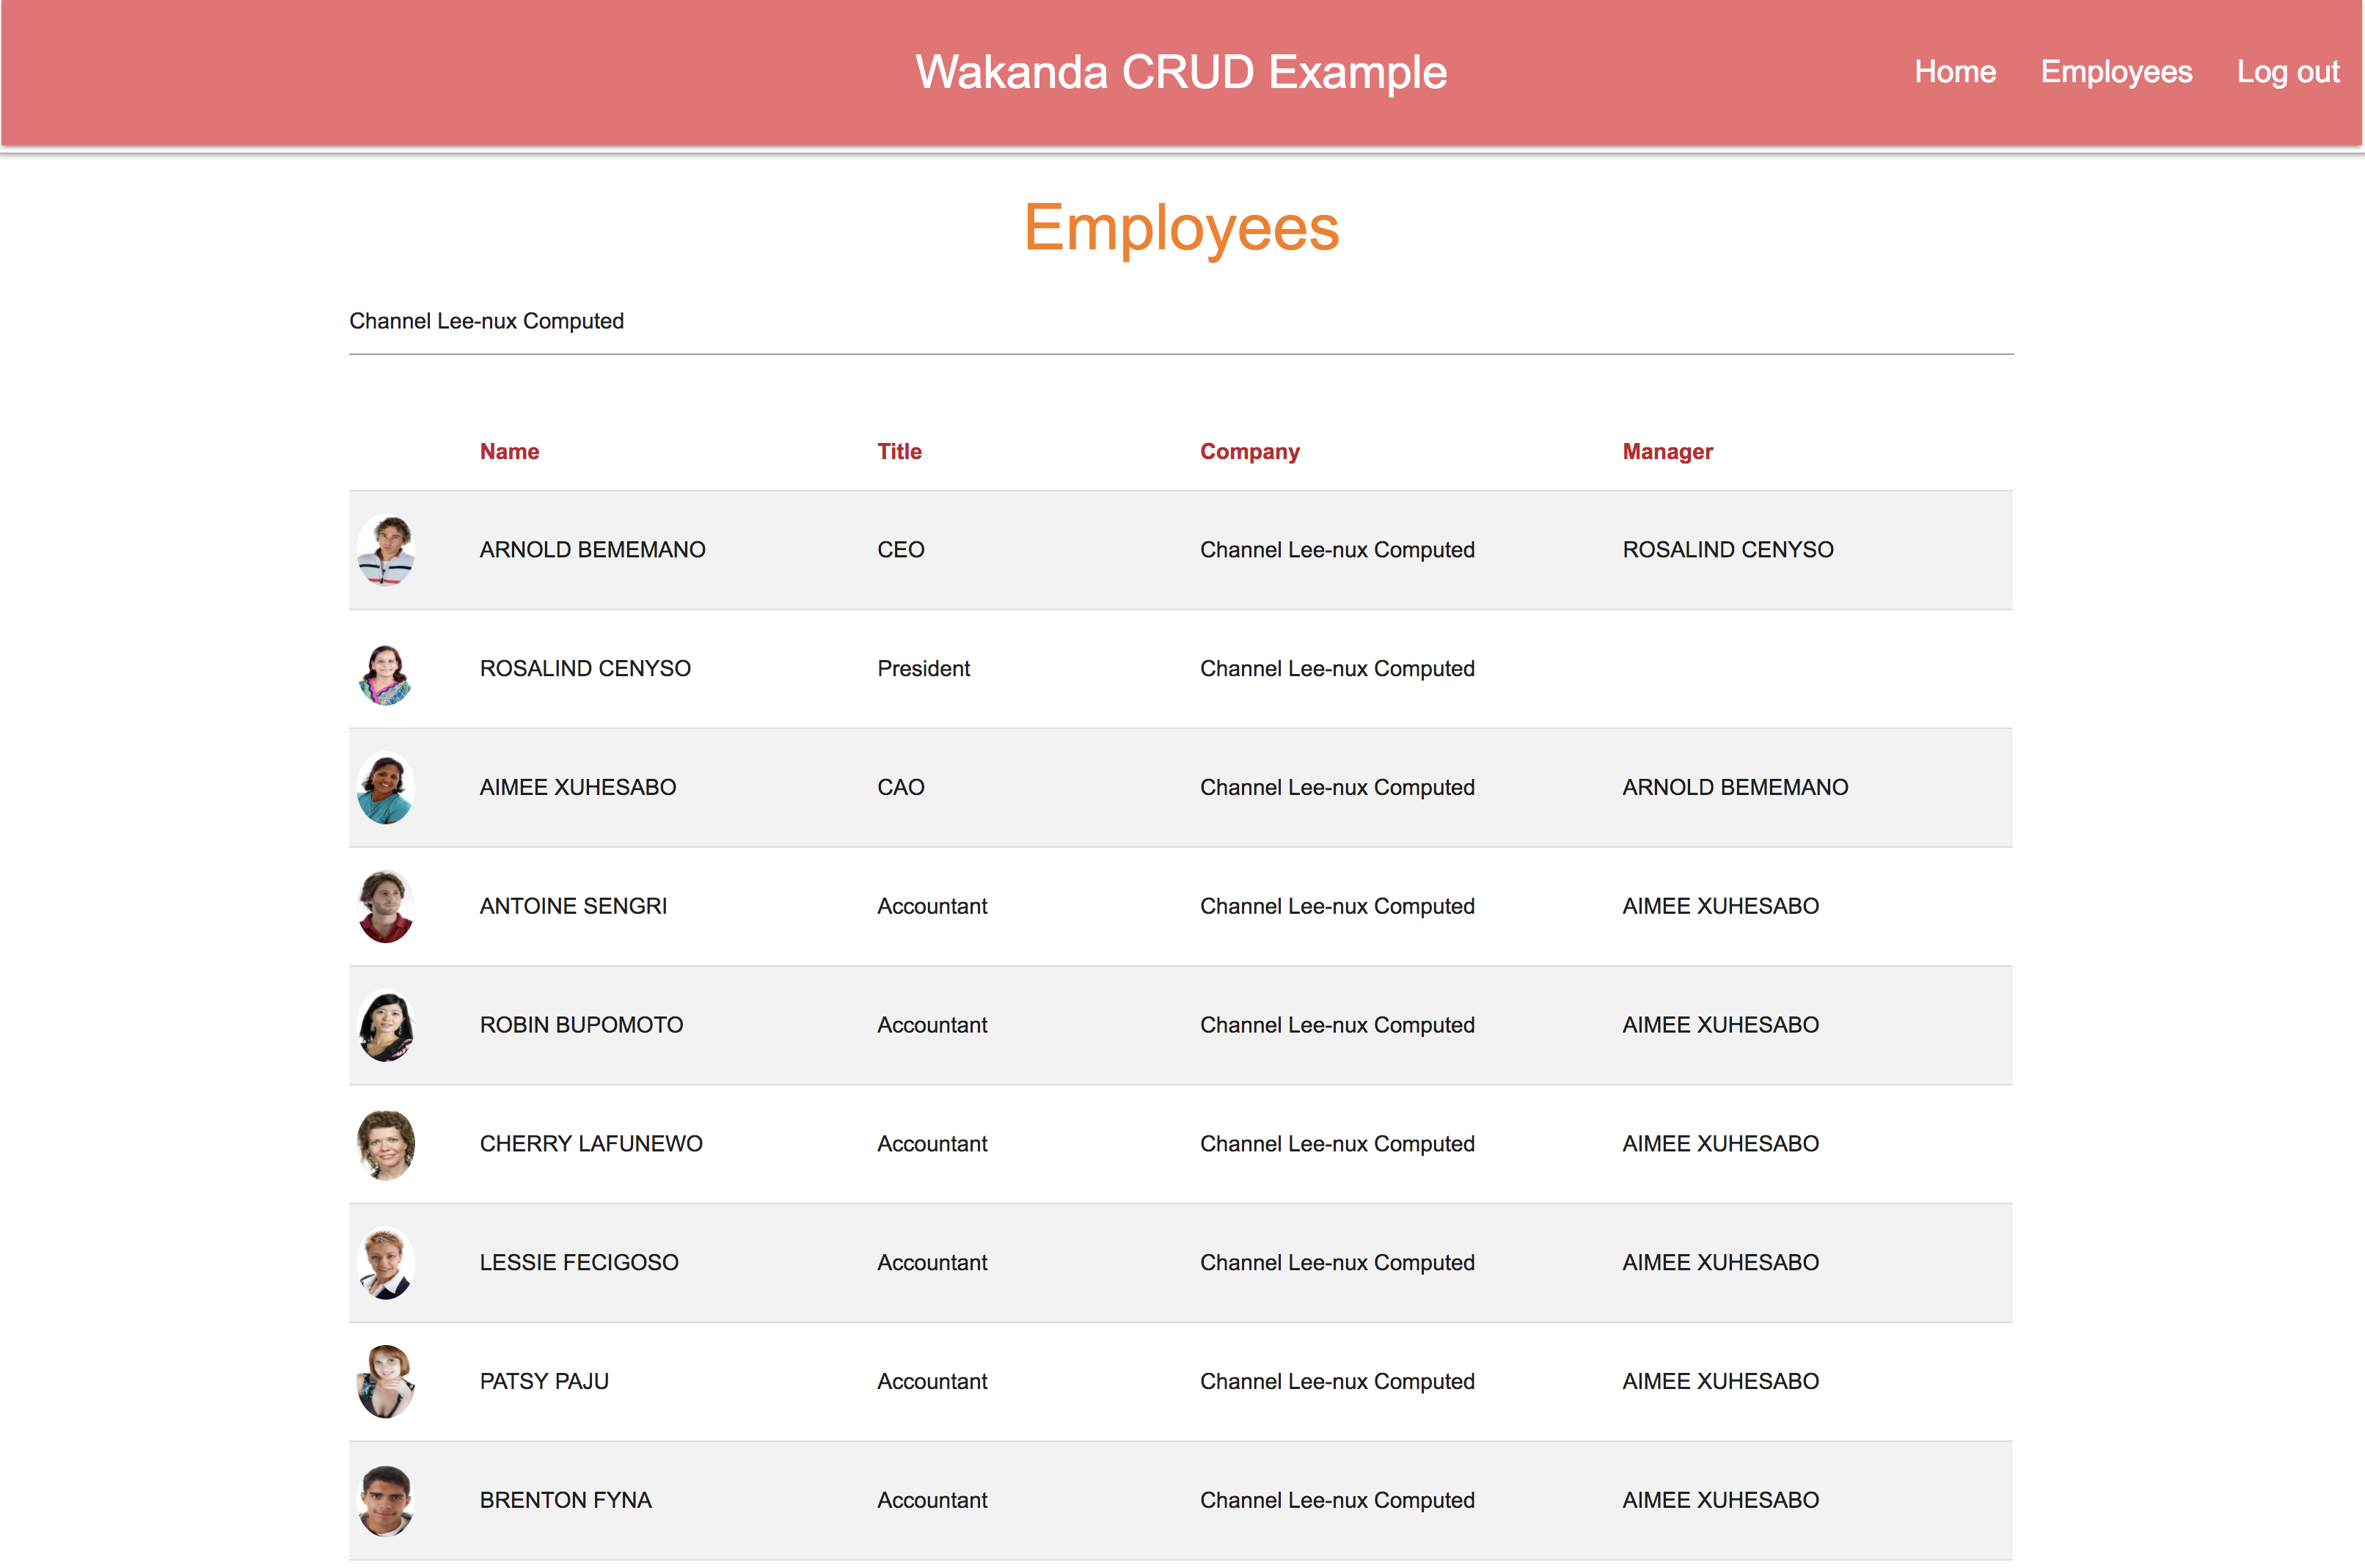 Wakanda CRUD Example Home Employees Log out
Employees
Channel Lee-nux Computed
Name Title Company Manager
ARNOLD BEMEMANO CEO Channel Lee-nux Computed ROSALIND CENYSO
ROSALIND CENYSO President Channel Lee-nux Computed
AIMEE XUHESABO CAO Channel Lee-nux Computed ARNOLD BEMEMANO
ANTOINE SENGRI Accountant Channel Lee-nux Computed AIMEE XUHESABO
ROBIN BUPOMOTO Accountant Channel Lee-nux Computed AIMEE XUHESABO
CHERRY LAFUNEWO Accountant Channel Lee-nux Computed AIMEE XUHESABO
LESSIE FECIGOSO Accountant Channel Lee-nux Computed AIMEE XUHESABO
PATSY PAJU Accountant Channel Lee-nux Computed AIMEE XUHESABO
BRENTON FYNA Accountant Channel Lee-nux Computed AIMEE XUHESABO